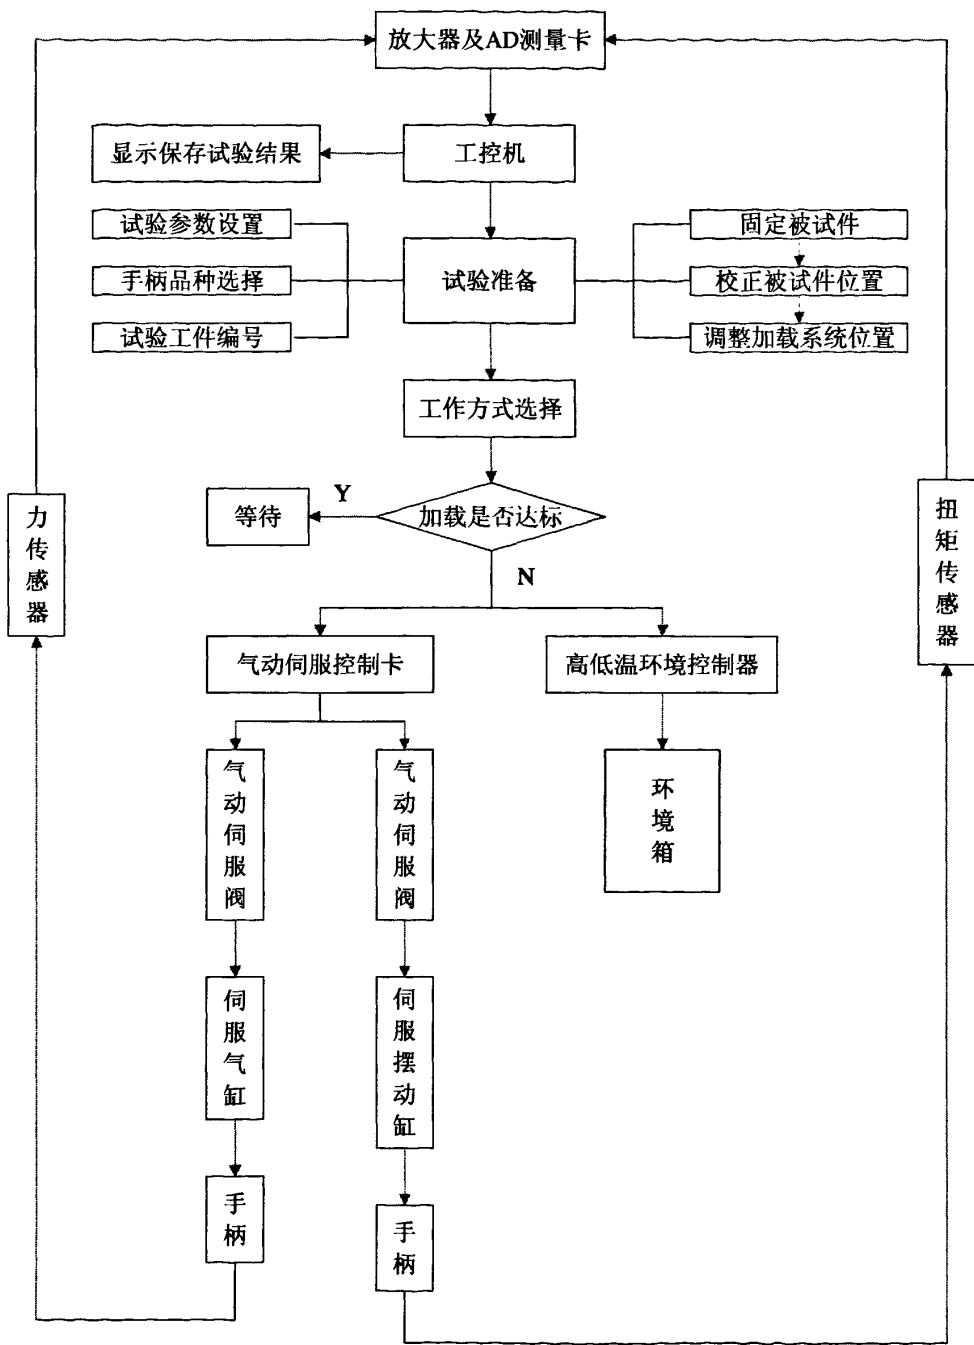 放大器及AD测量卡
显示保存试验结果
工控机
试验参数设置
手柄品种选择
试验工件编号
试验准备
固定被试件
校正被试件位置
调整加载系统位置
工作方式选择
等待
Y
加载是否达标
N
力传感器
扭矩传感器
气动伺服控制卡
高低温环境控制器
气动伺服阀
气动伺服阀
环境箱
伺服气缸
伺服摆动缸
手柄
手柄